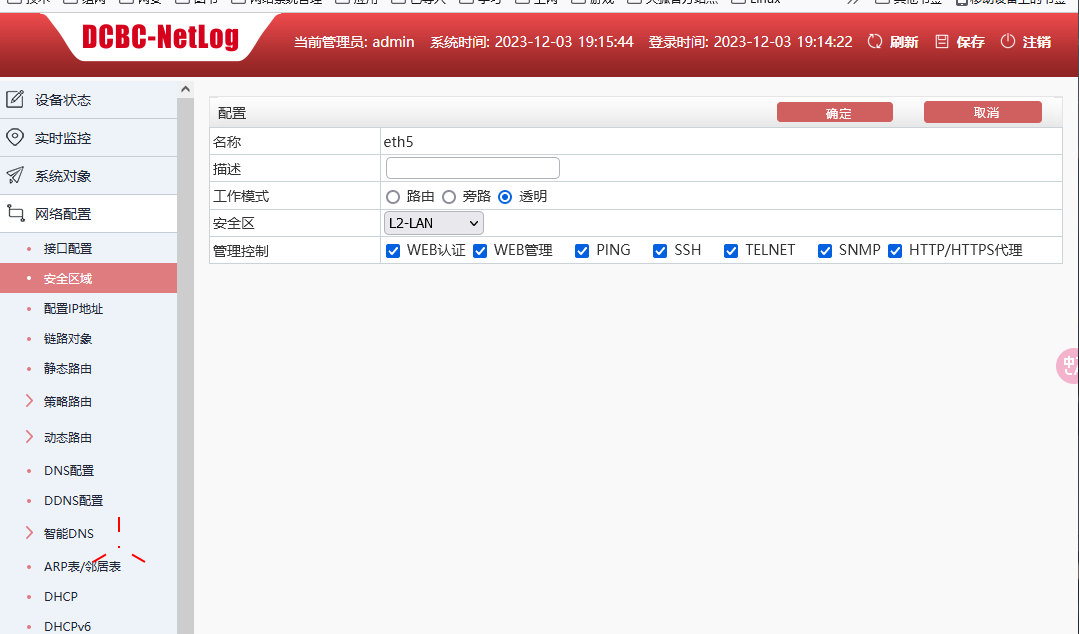 DCBC-NetLog
当前管理员: admin 系统时间: 2023-12-03 19:15:44 登录时间: 2023-12-03 19:14:22 刷新 保存 注销
设备状态
实时监控
系统对象
网络配置
接口配置
安全区域
配置IP地址
链路对象
静态路由
策略路由
动态路由
DNS配置
DDNS配置
智能DNS
ARP表/邻居表
DHCP
DHCPv6
配置 确定 取消
名称 eth5
描述
工作模式 路由 旁路 透明
安全区 L2-LAN
管理控制 WEB认证 WEB管理 PING SSH TELNET SNMP HTTP/HTTPS代理
中